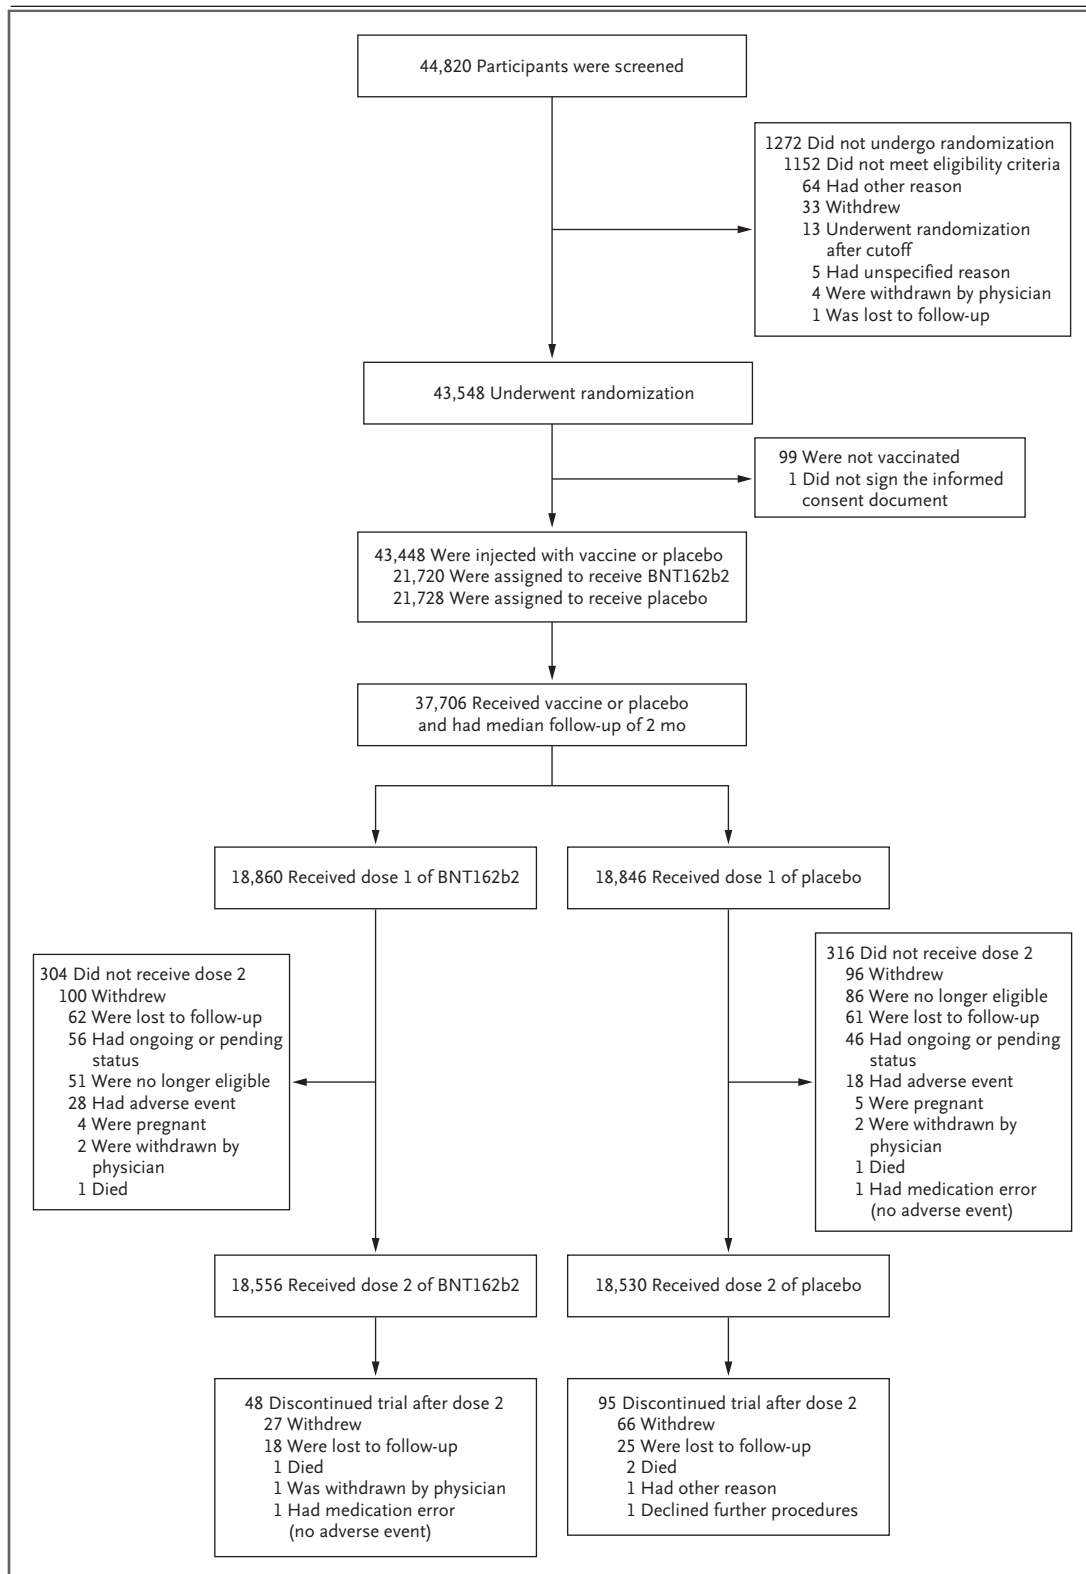 44,820 Participants were screened
1272 Did not undergo randomization
1152 Did not meet eligibility criteria
64 Had other reason
33 Withdrew
13 Underwent randomization
after cutoff
5 Had unspecified reason
4 Were withdrawn by physician
1 Was lost to follow-up
43,548 Underwent randomization
99 Were not vaccinated
1 Did not sign the informed
consent document
43,448 Were injected with vaccine or placebo
21,720 Were assigned to receive BNT162b2
21,728 Were assigned to receive placebo
37,706 Received vaccine or placebo
and had median follow-up of 2 mo
18,860 Received dose 1 of BNT162b2
18,846 Received dose 1 of placebo
304 Did not receive dose 2
100 Withdrew
62 Were lost to follow-up
56 Had ongoing or pending
status
51 Were no longer eligible
28 Had adverse event
4 Were pregnant
2 Were withdrawn by
physician
1 Died
316 Did not receive dose 2
96 Withdrew
86 Were no longer eligible
61 Were lost to follow-up
46 Had ongoing or pending
status
18 Had adverse event
5 Were pregnant
2 Were withdrawn by
physician
1 Died
1 Had medication error
(no adverse event)
18,556 Received dose 2 of BNT162b2
18,530 Received dose 2 of placebo
48 Discontinued trial after dose 2
27 Withdrew
18 Were lost to follow-up
1 Died
1 Was withdrawn by physician
1 Had medication error
(no adverse event)
95 Discontinued trial after dose 2
66 Withdrew
25 Were lost to follow-up
2 Died
1 Had other reason
1 Declined further procedures